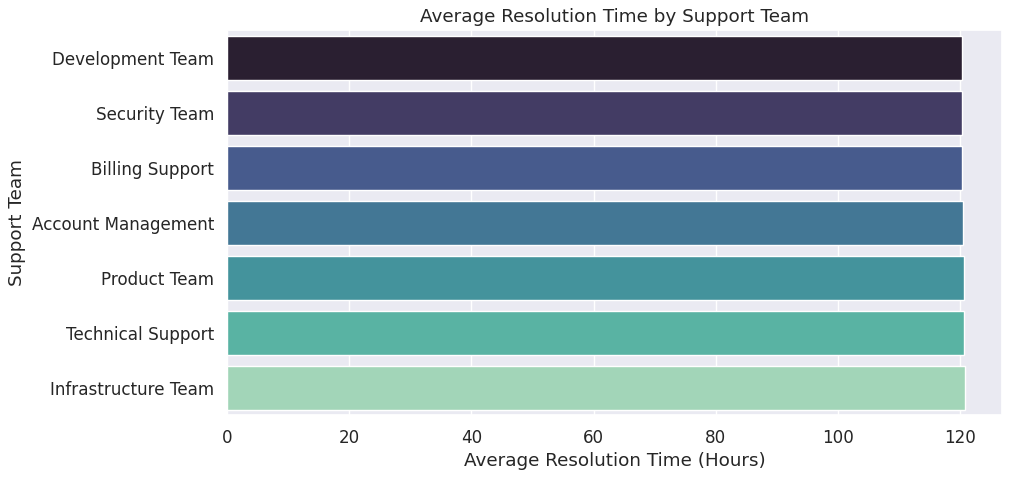 Average Resolution Time by Support Team
Support Team
Development Team
Security Team
Billing Support
Account Management
Product Team
Technical Support
Infrastructure Team
0 20 40 60 80 100 120
Average Resolution Time (Hours)